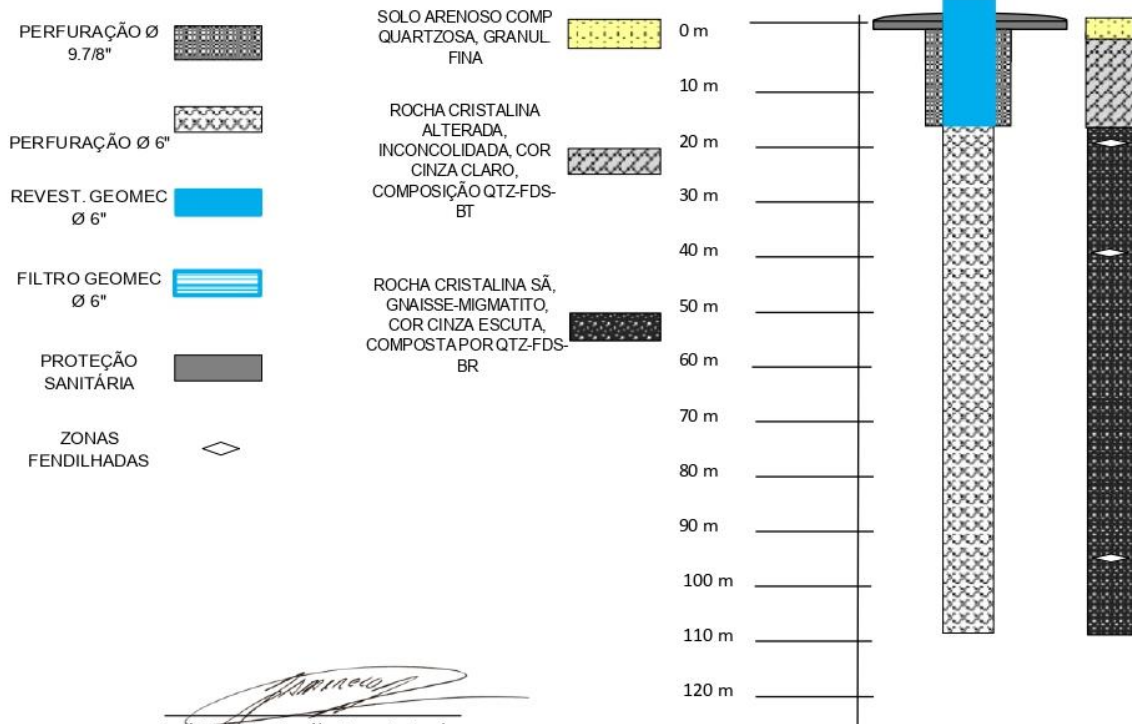 PERFURAÇÃO Ø
9.7/8"
PERFURAÇÃO Ø 6"
REVEST. GEOMEC
Ø 6"
FILTRO GEOMEC
Ø 6"
PROTEÇÃO
SANITÁRIA
ZONAS
FENDILHADAS
SOLO ARENOSO COMP
QUARTZOSA, GRANUL.
FINA
ROCHA CRISTALINA
ALTERADA,
INCONCOLIDADA, COR
CINZA CLARO,
COMPOSIÇÃO QTZ-FDS-
BT
ROCHA CRISTALINA SÃ,
GNAISSE-MIGMATITO,
COR CINZA ESCUTA,
COMPOSTA POR QTZ-FDS-
BR
0 m
10 m
20 m
30 m
40 m
50 m
60 m
70 m
80 m
90 m
100 m
110 m
120 m